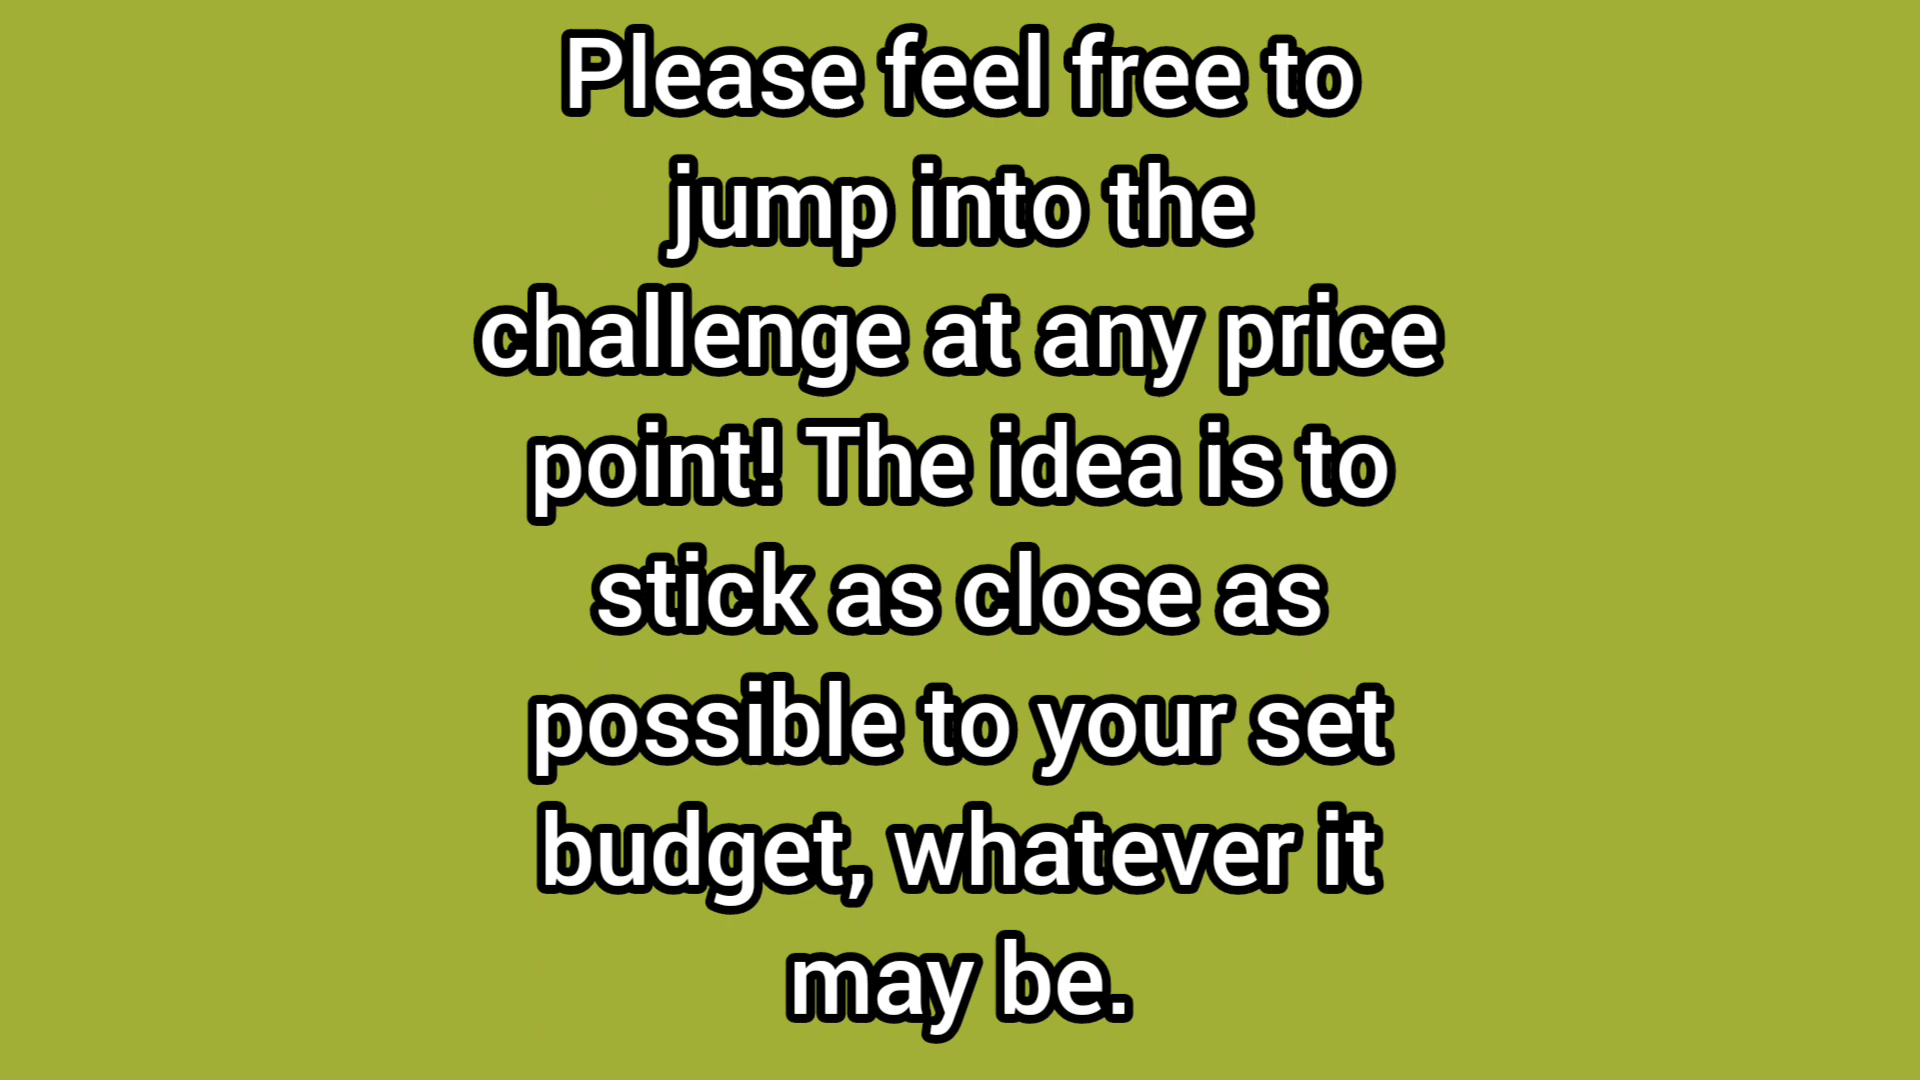 Please feel free to
jump into the
challenge at any price
point! The idea is to
stick as close as
possible to your set
budget, whatever it
may be.